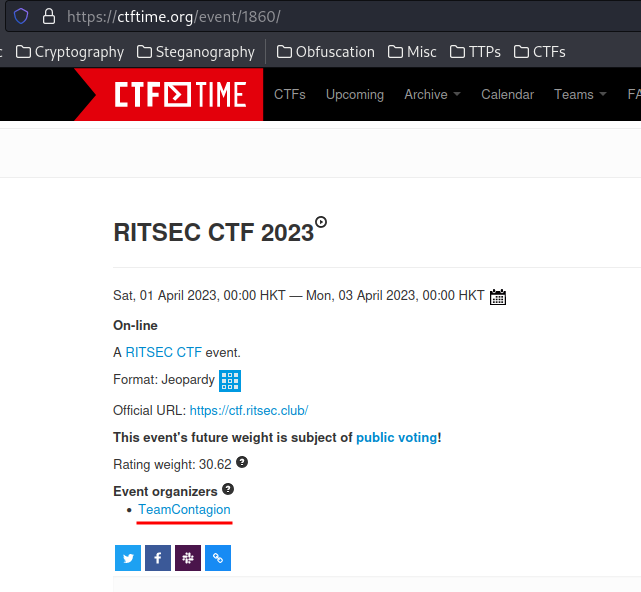 https://ctftime.org/event/1860/
Cryptography Steganography Obfuscation Misc TTPs CTFs
CTF TIME CTFs Upcoming Archive Calendar Teams FA
RITSEC CTF 2023
Sat, 01 April 2023, 00:00 HKT — Mon, 03 April 2023, 00:00 HKT
On-line
A RITSEC CTF event.
Format: Jeopardy
Official URL: https://ctf.ritsec.club/
This event's future weight is subject of public voting!
Rating weight: 30.62 ?
Event organizers ?
• TeamContagion